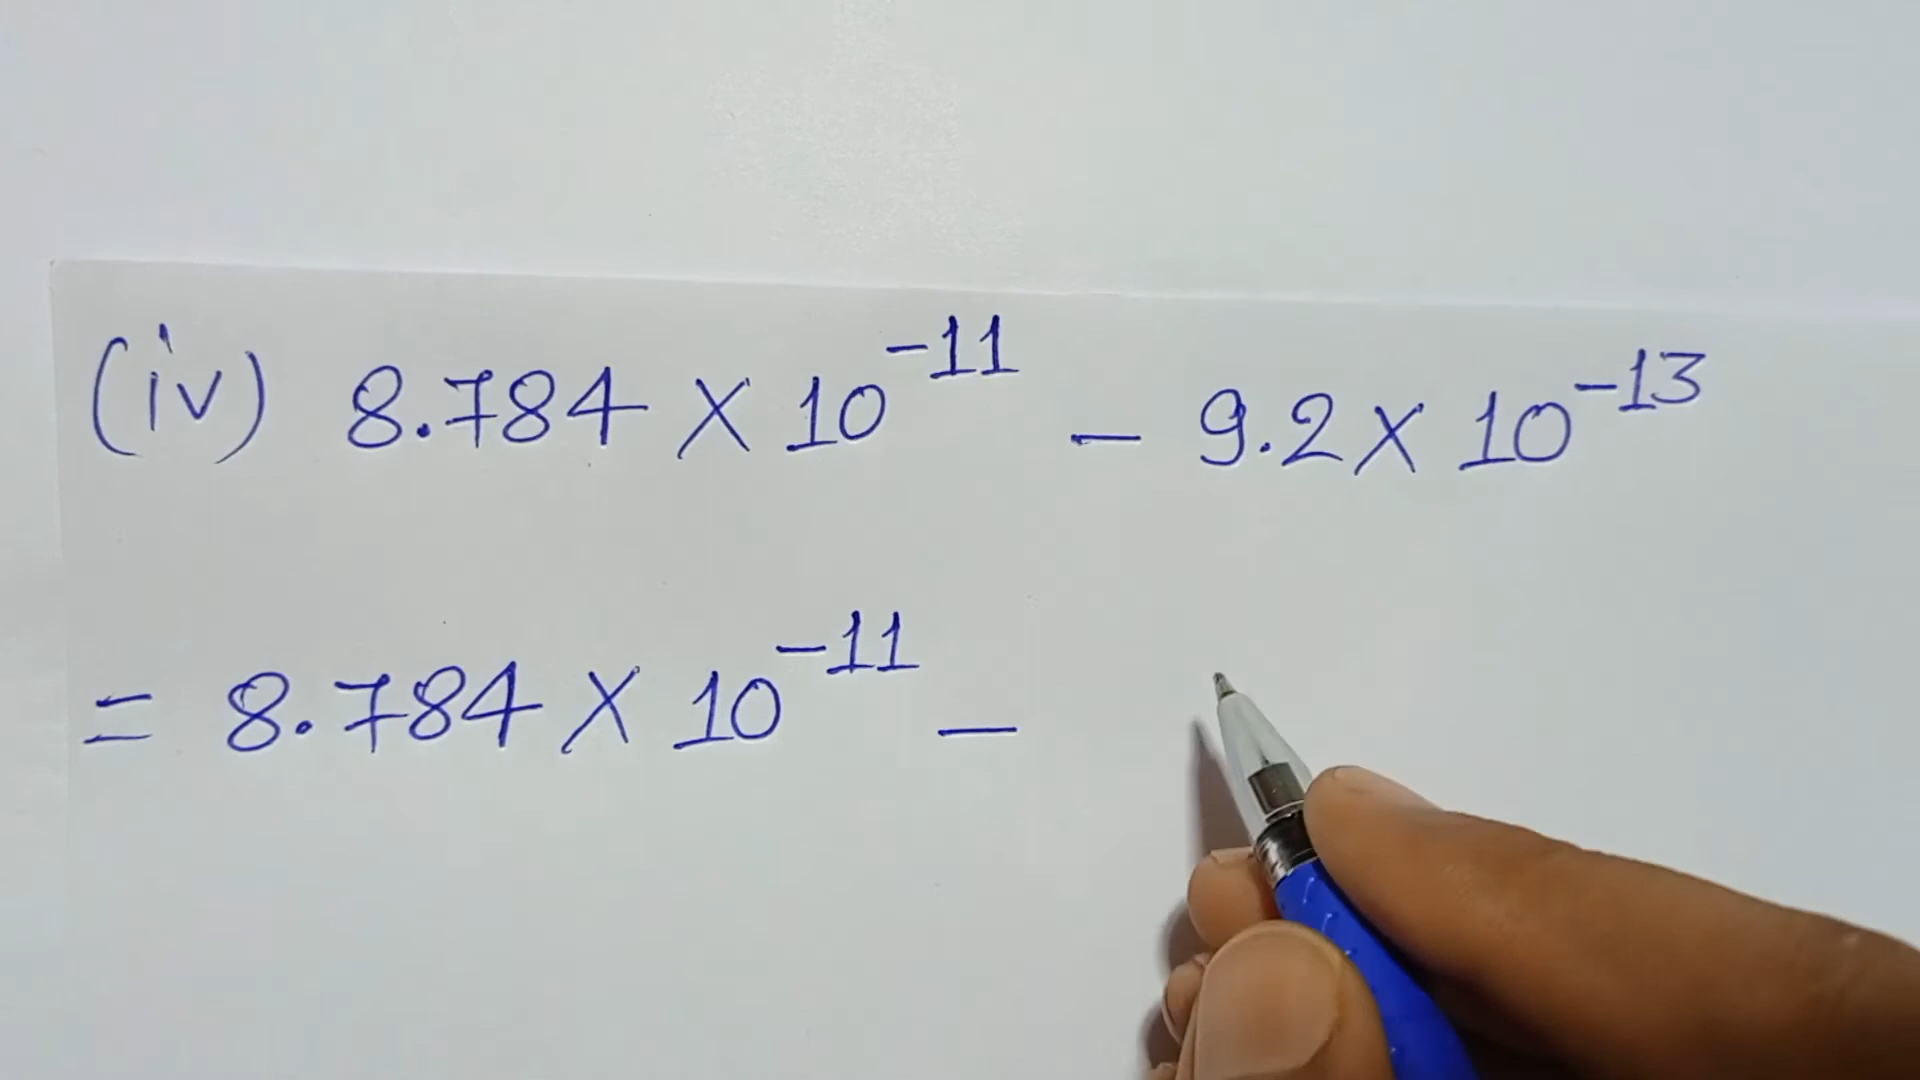 (iv) 8.784 × 10⁻¹¹ – 9.2 × 10⁻¹³
= 8.784 × 10⁻¹¹ –